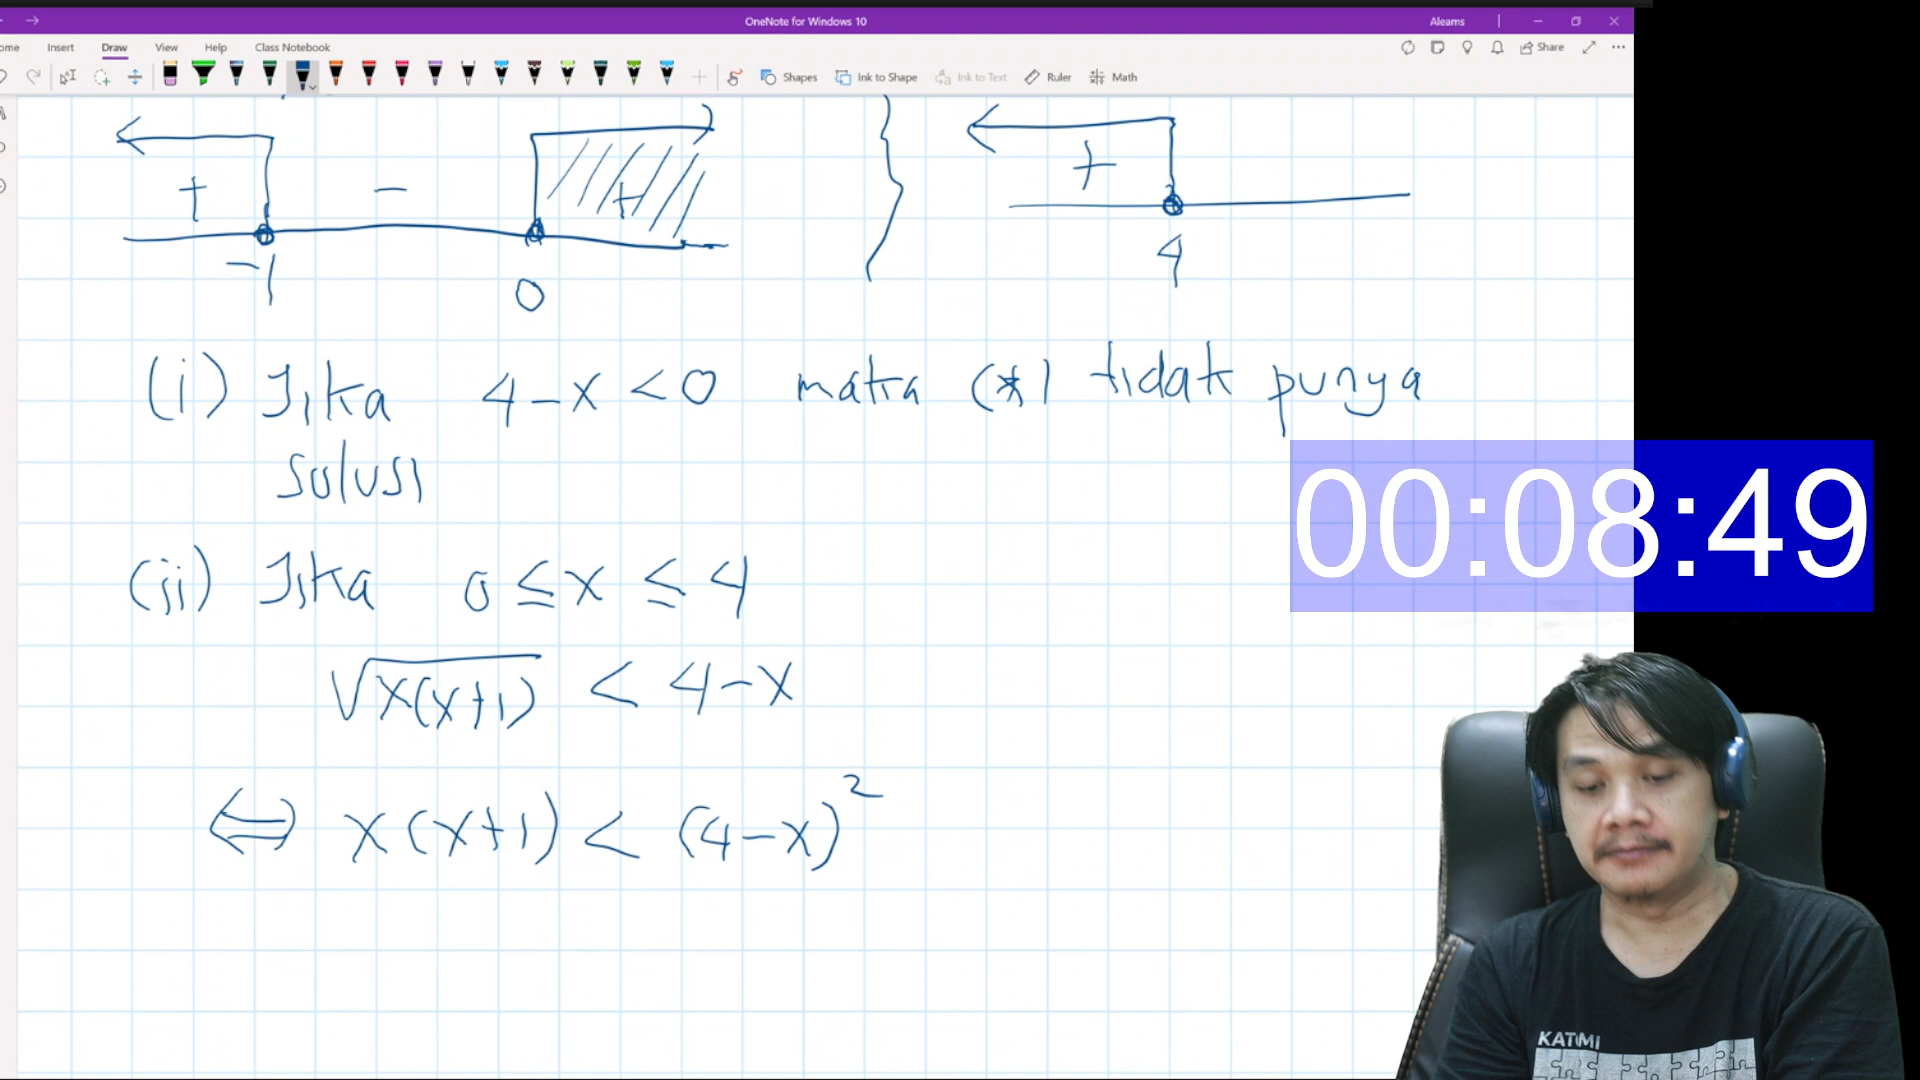 OneNote for Windows 10
Aleams
ome Insert Draw View Help Class Notebook
Share
Shapes Ink to Shape Ink to Text Ruler Math
+ − +
-1
0
+
4
(i) Jika 4-x <0 maka (*) tidak punya
solusi
00:08:49
(ii) Jika 0 ≤ x ≤ 4
√x(x+1) < 4-x
⇔ x(x+1) < (4-x)²
KATOMI